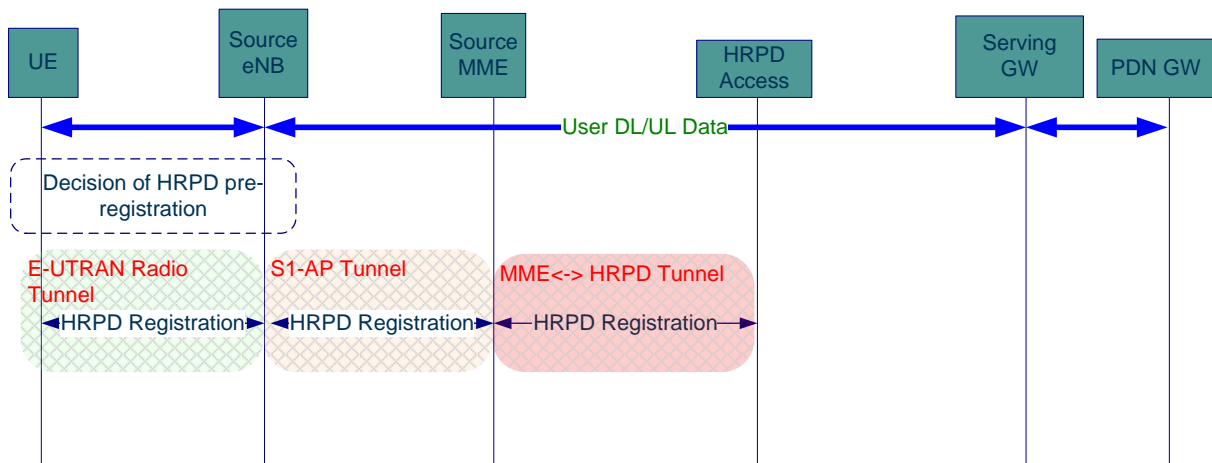 UE
Source
eNB
Source
MME
HRPD
Access
Serving
GW
PDN GW
User DL/UL Data
Decision of HRPD pre-
registration
E-UTRAN Radio
Tunnel
S1-AP Tunnel
MME<-> HRPD Tunnel
HRPD Registration
HRPD Registration
HRPD Registration